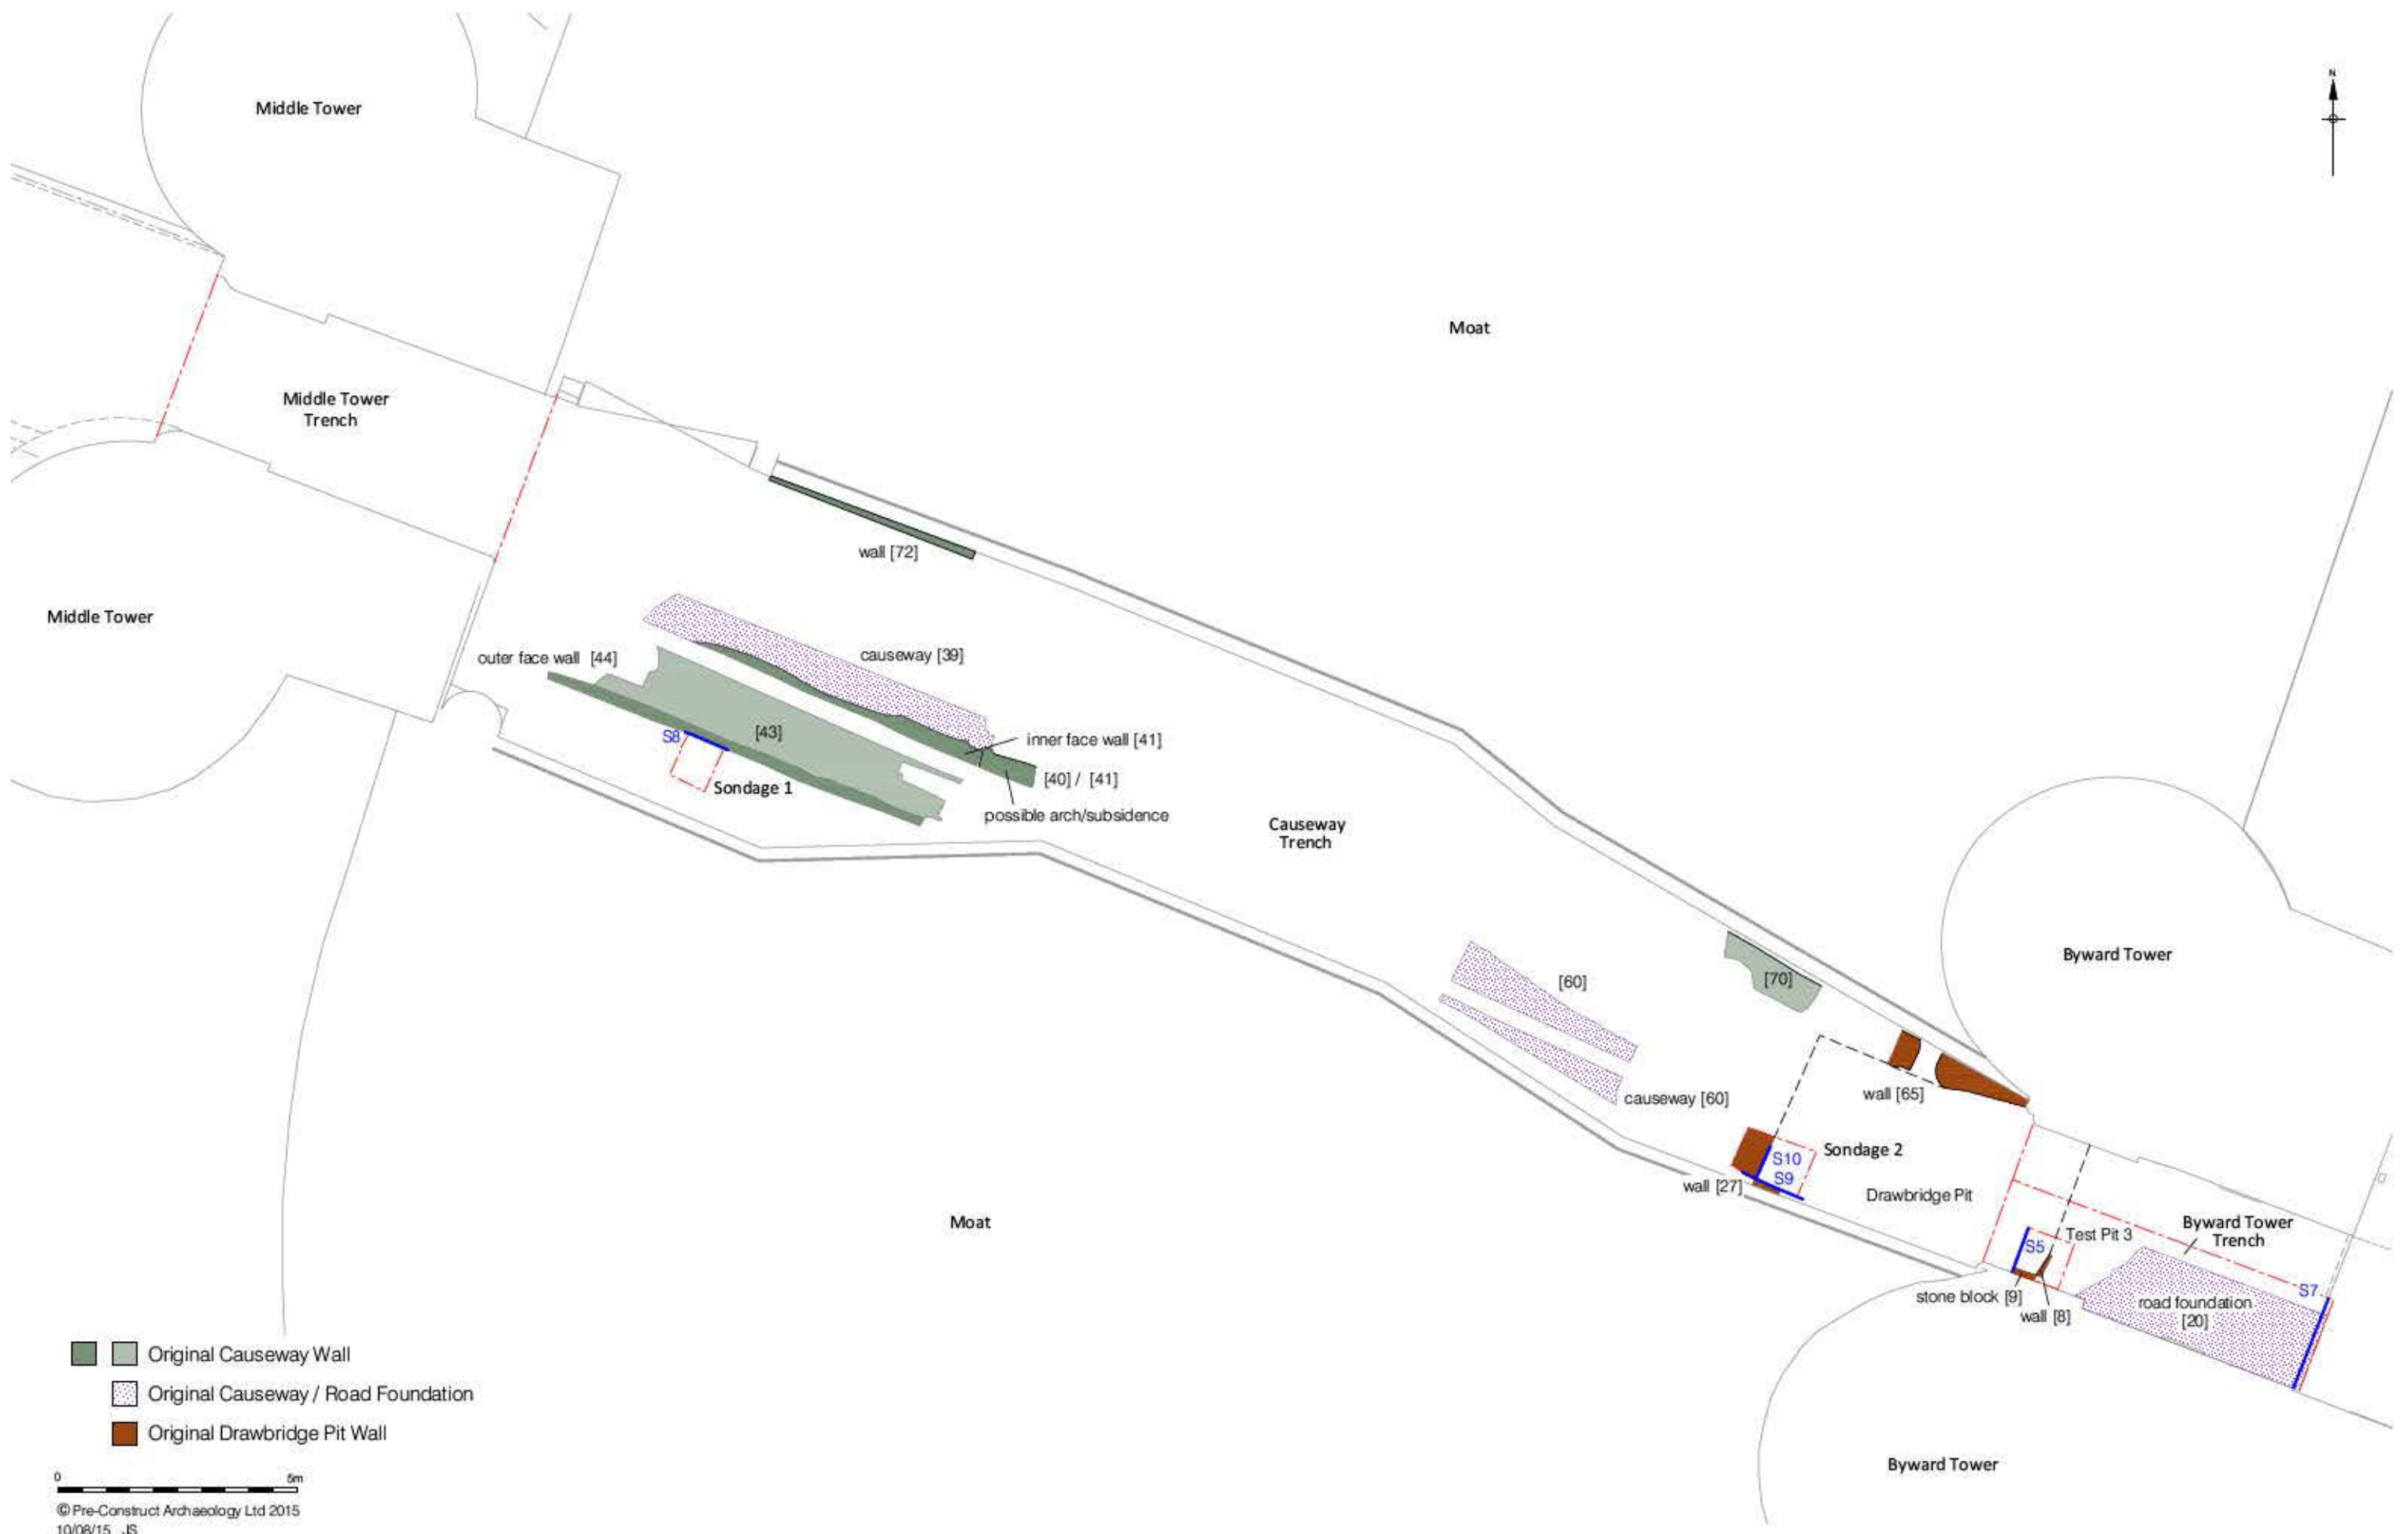 N
Middle Tower
Moat
Middle Tower
Trench
wall [72]
Middle Tower
outer face wall [44]
causeway [39]
[43]
S8
inner face wall [41]
[40] / [41]
Sondage 1
possible arch/subsidence
Causeway
Trench
Byward Tower
[60]
[70]
causeway [60]
wall [65]
Sondage 2
S10
S9
wall [27]
Drawbridge Pit
Moat
Byward Tower
Trench
Test Pit 3
S5
S7
stone block [9]
wall [8]
road foundation
[20]
Byward Tower
Original Causeway Wall
Original Causeway / Road Foundation
Original Drawbridge Pit Wall
0 5m
© Pre-Construct Archaeology Ltd 2015
10/08/15 JS